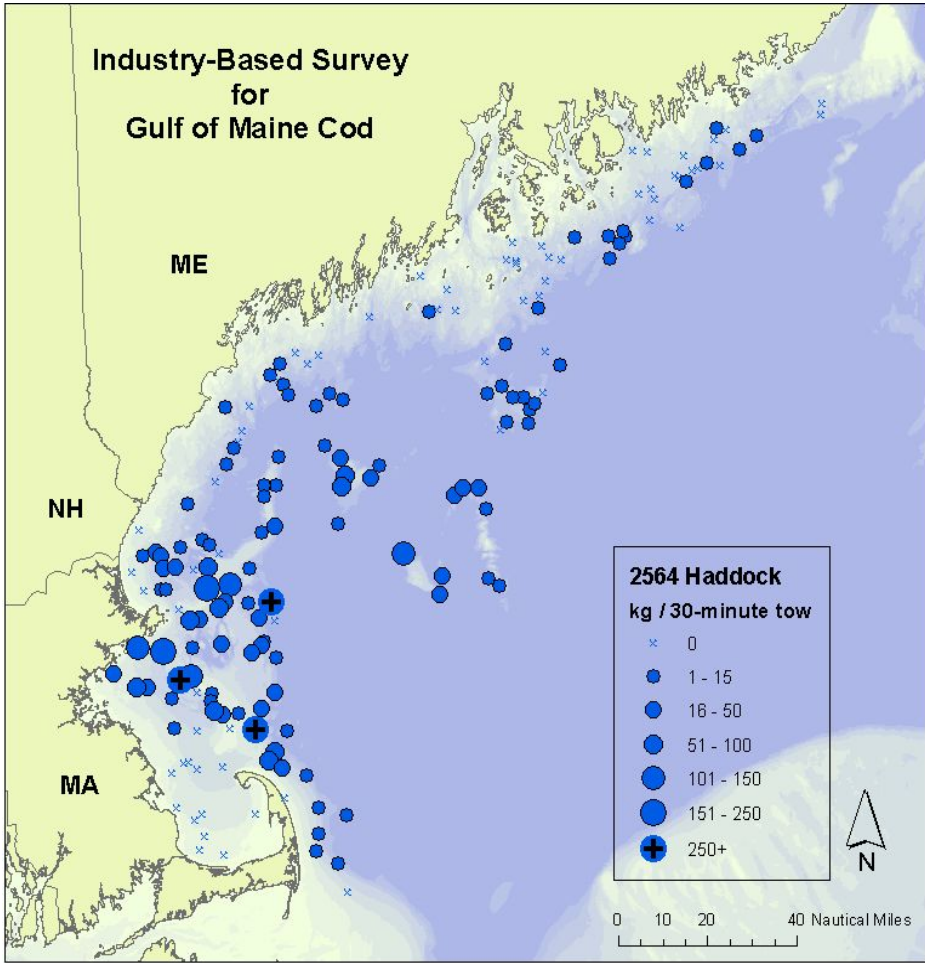 Industry-Based Survey
for
Gulf of Maine Cod
ME
NH
MA
2564 Haddock
kg / 30-minute tow
0
1 - 15
16 - 50
51 - 100
101 - 150
151 - 250
250+
N
0 10 20 40 Nautical Miles